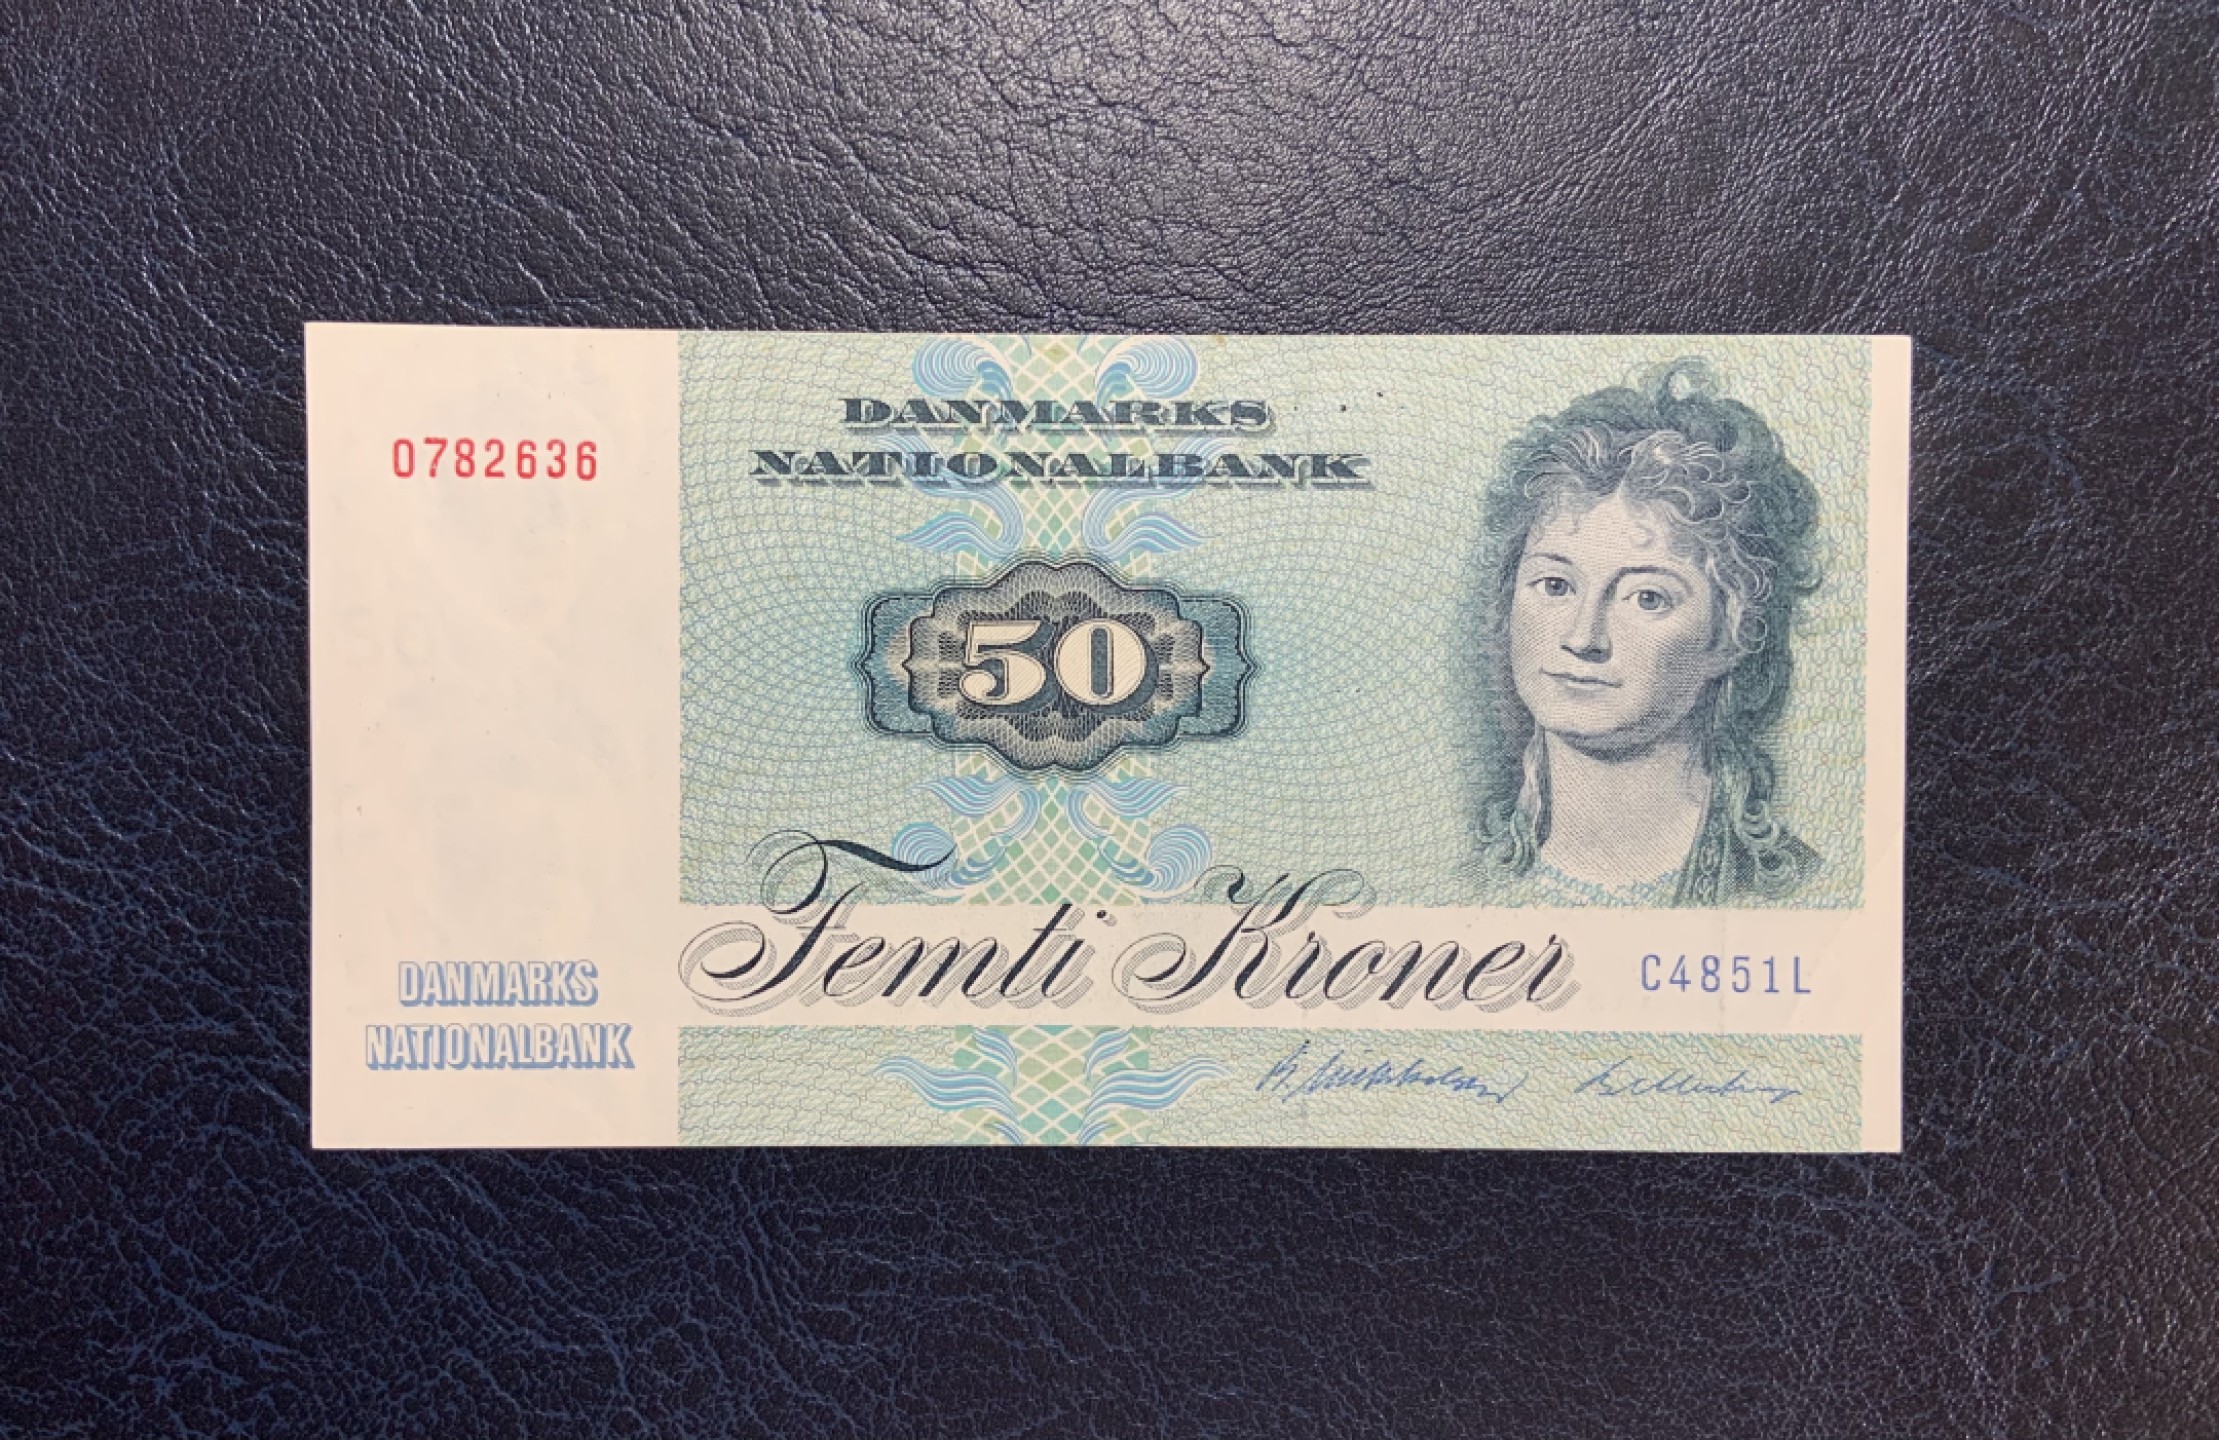 0782636
DANMARKS
NATIONALBANK
50
Femti Kroner
C4851L
DANMARKS
NATIONALBANK